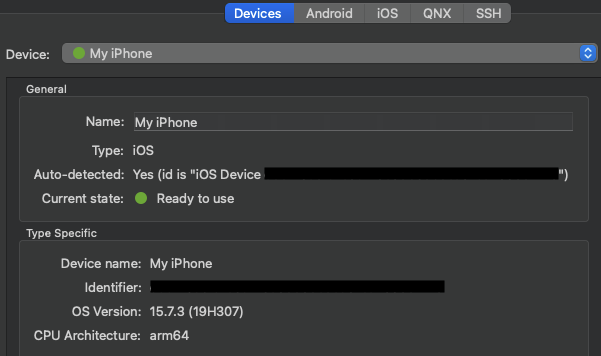 Devices Android iOS QNX SSH
Device: My iPhone
General
Name: My iPhone
Type: iOS
Auto-detected: Yes (id is "iOS Device ")
Current state: Ready to use
Type Specific
Device name: My iPhone
Identifier:
OS Version: 15.7.3 (19H307)
CPU Architecture: arm64